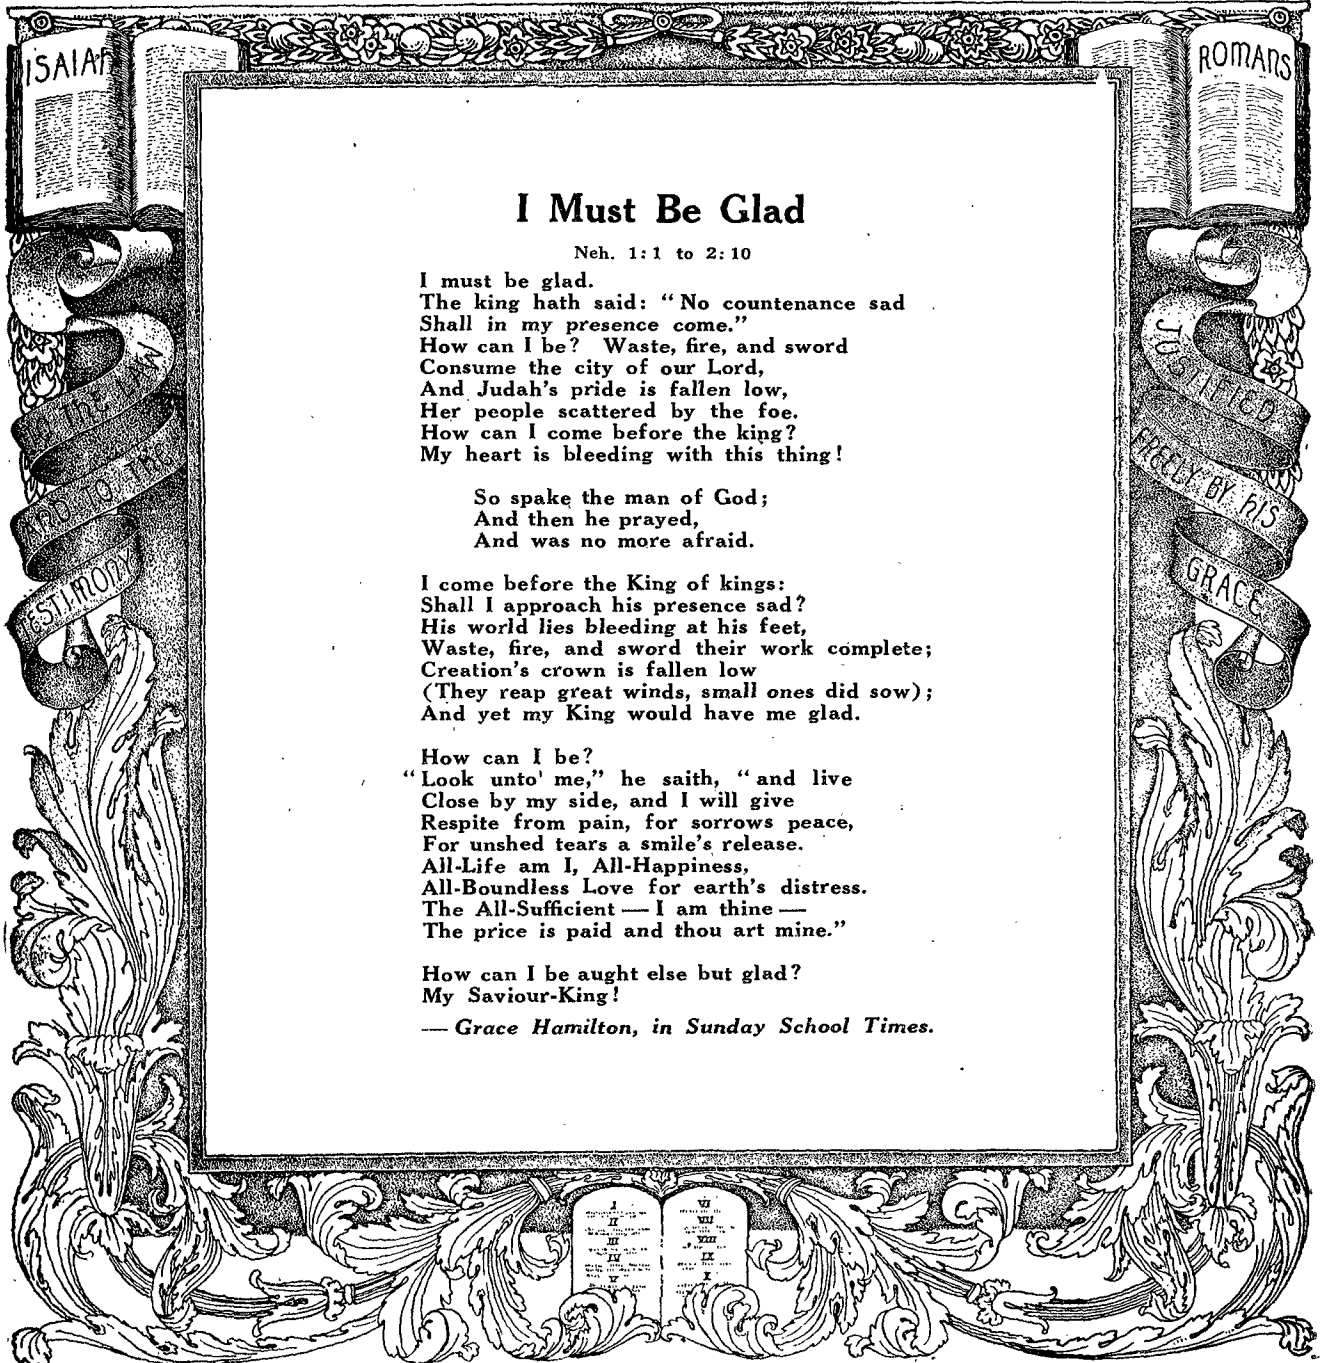 ISAIAH
ROMANS
I Must Be Glad
Neh. 1:1 to 2:10
I must be glad.
The king hath said: "No countenance sad
Shall in my presence come."
How can I be? Waste, fire, and sword
Consume the city of our Lord,
And Judah's pride is fallen low,
Her people scattered by the foe.
How can I come before the king?
My heart is bleeding with this thing!
So spake the man of God;
And then he prayed,
And was no more afraid.
I come before the King of kings:
Shall I approach his presence sad?
His world lies bleeding at his feet,
Waste, fire, and sword their work complete;
Creation's crown is fallen low
(They reap great winds, small ones did sow);
And yet my King would have me glad.
How can I be?
"Look unto me," he saith, "and live
Close by my side, and I will give
Respite from pain, for sorrows peace,
For unshed tears a smile's release.
All-Life am I, All-Happiness,
All-Boundless Love for earth's distress.
The All-Sufficient — I am thine —
The price is paid and thou art mine."
How can I be aught else but glad?
My Saviour-King!
— Grace Hamilton, in Sunday School Times.
TO THE LAW
AND TO THE
TESTIMONY
JUSTIFIED
FREELY BY HIS
GRACE
I
II
III
IV
V
VI
VII
VIII
IX
X